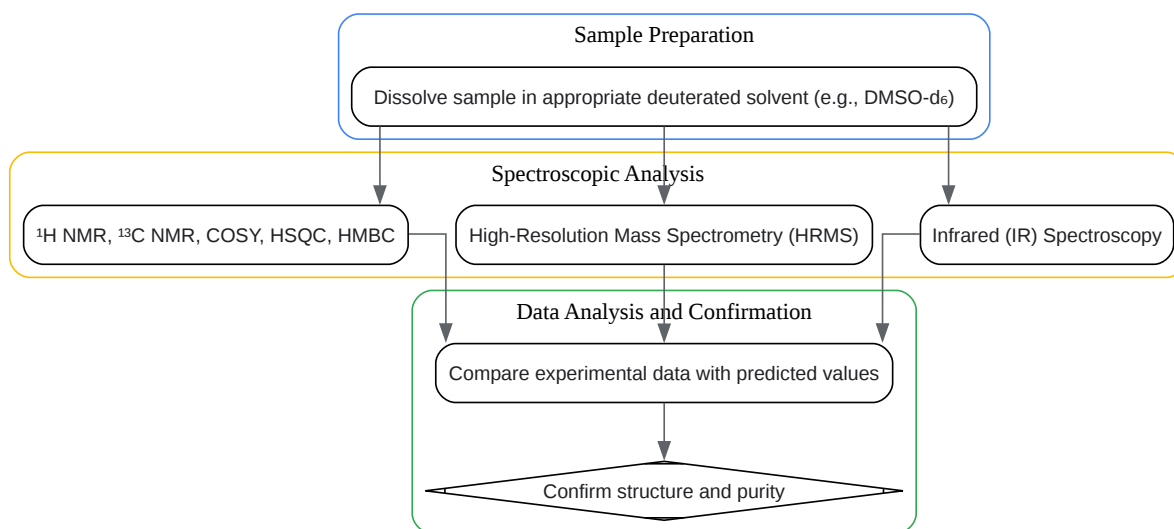 Sample Preparation
Dissolve sample in appropriate deuterated solvent (e.g., DMSO-d₆)
Spectroscopic Analysis
¹H NMR, ¹³C NMR, COSY, HSQC, HMBC
High-Resolution Mass Spectrometry (HRMS)
Infrared (IR) Spectroscopy
Data Analysis and Confirmation
Compare experimental data with predicted values
Confirm structure and purity